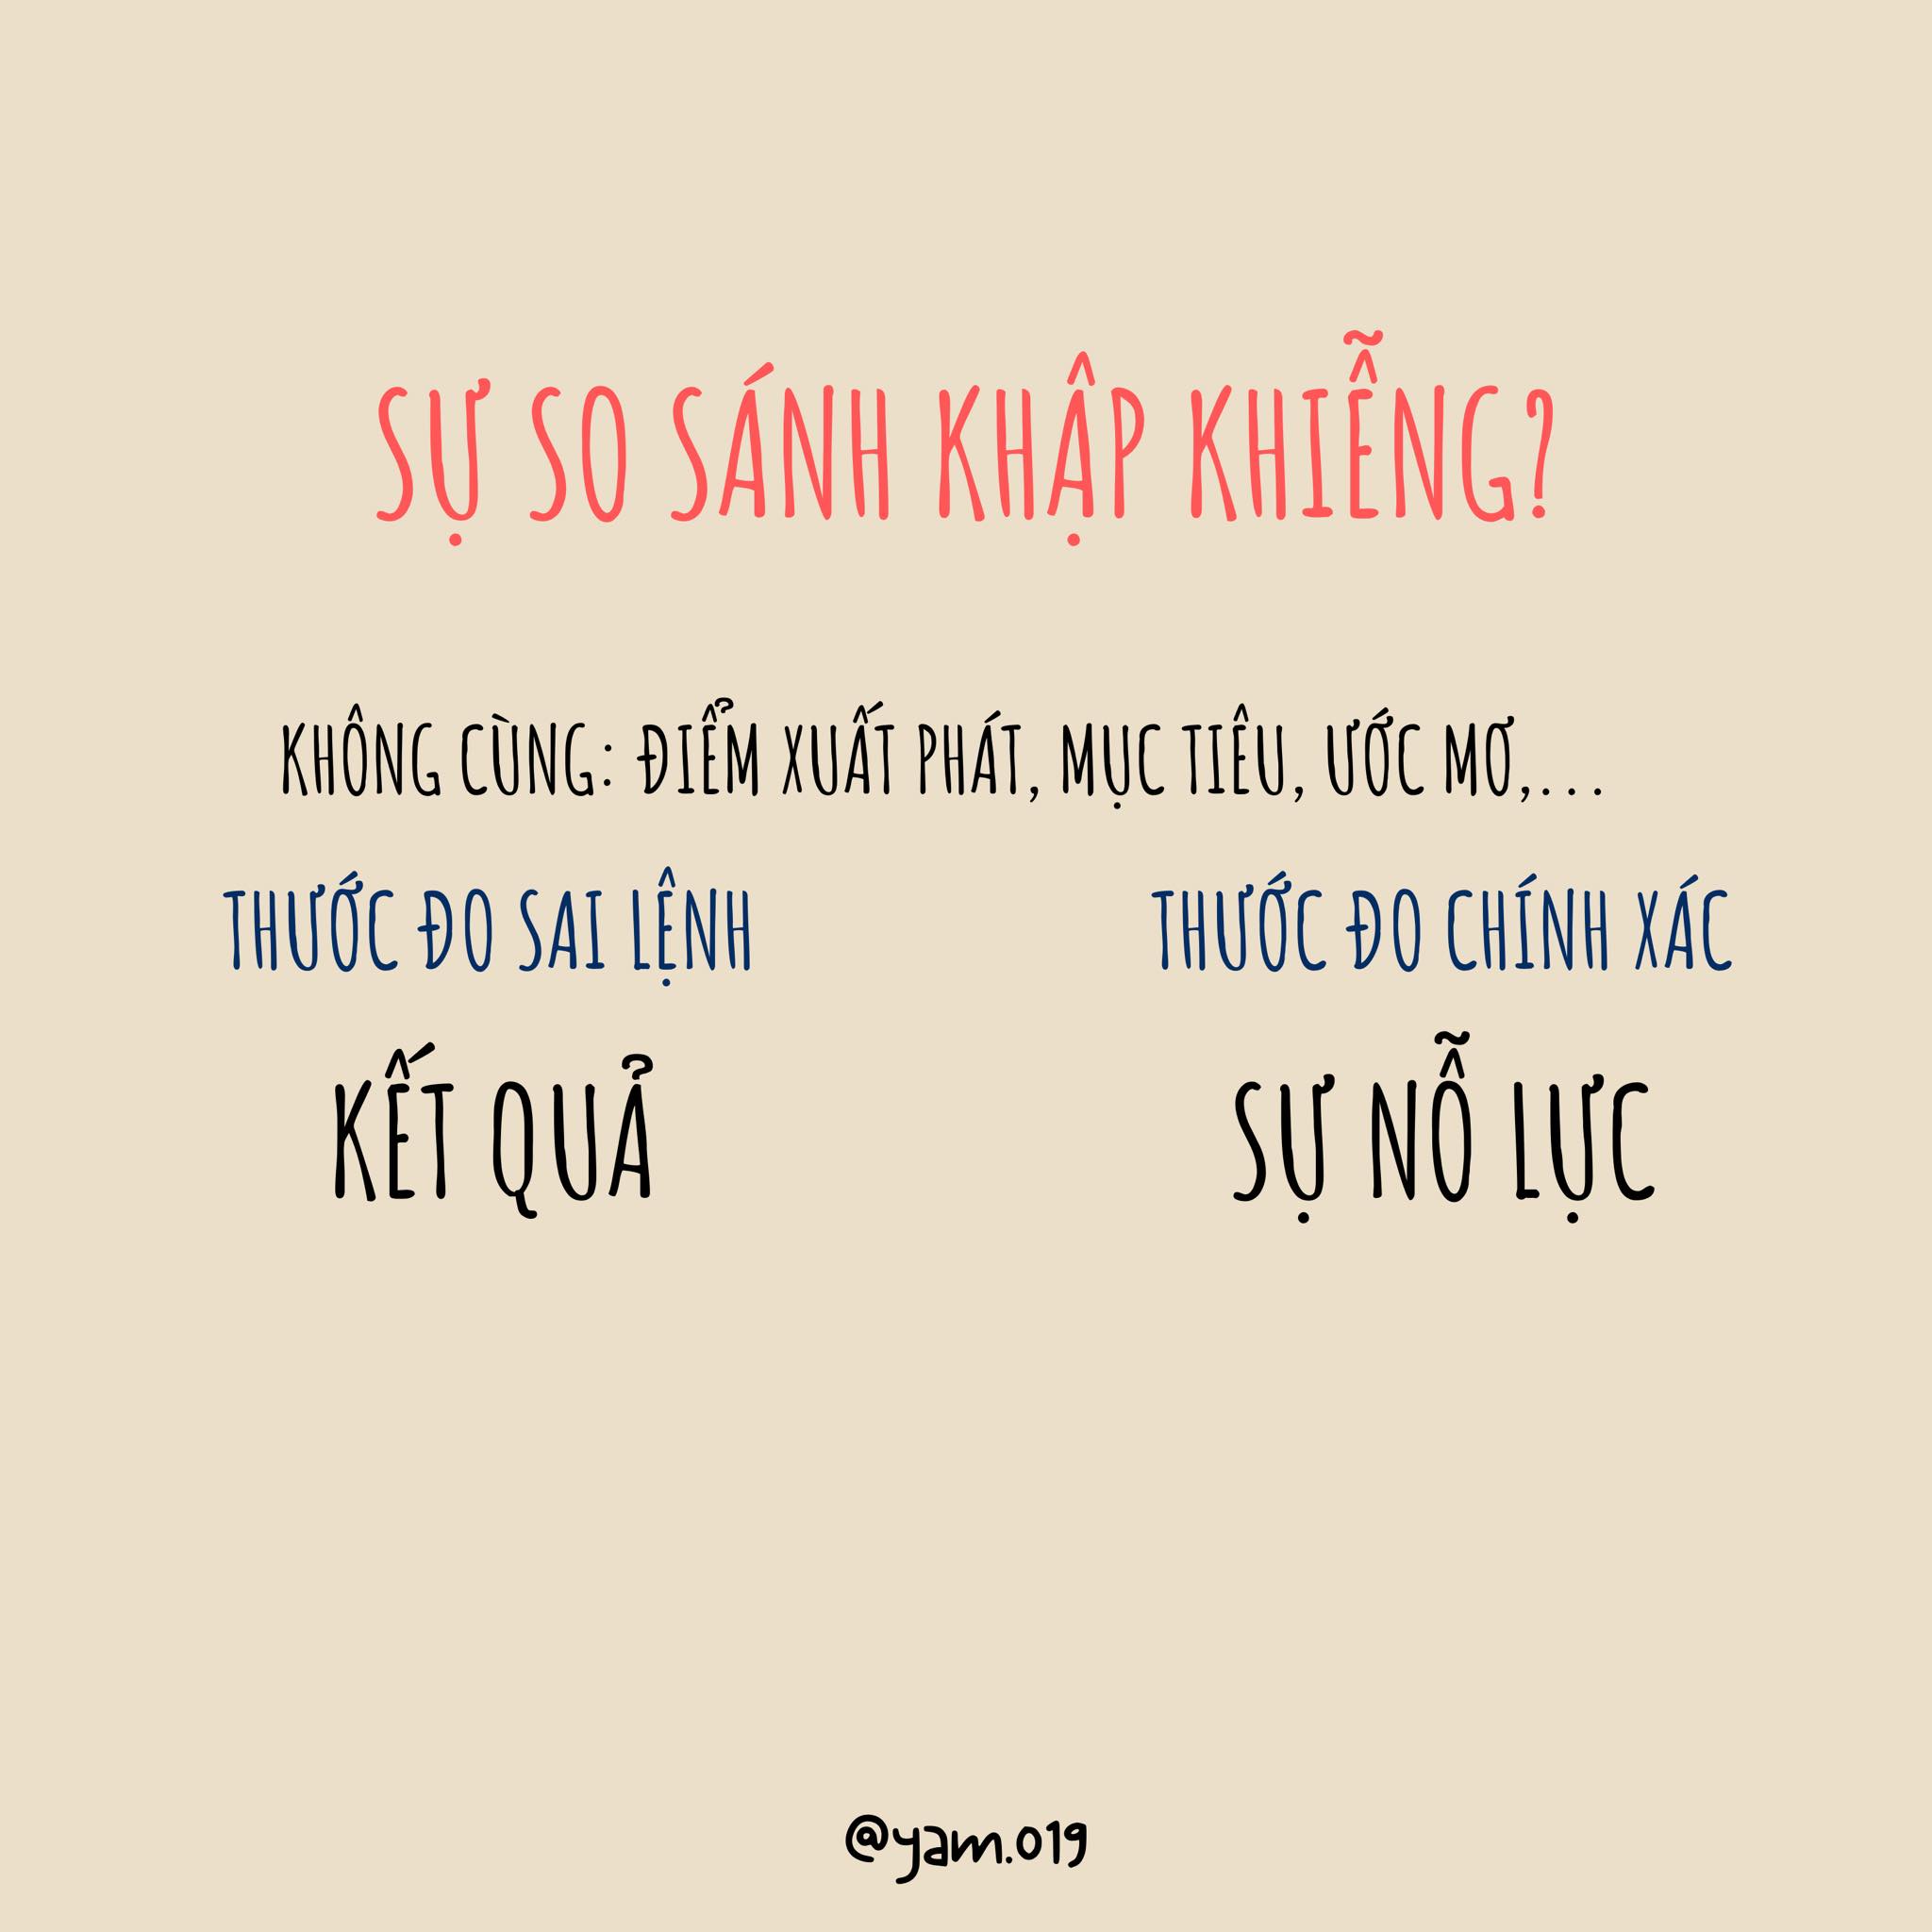 SỰ SO SÁNH KHẬP KHIỄNG?
KHÔNG CÙNG: ĐIỂM XUẤT PHÁT, MỤC TIÊU, ƯỚC MƠ,...
THƯỚC ĐO SAI LỆNH
THƯỚC ĐO CHÍNH XÁC
KẾT QUẢ
SỰ NỖ LỰC
@yam.019